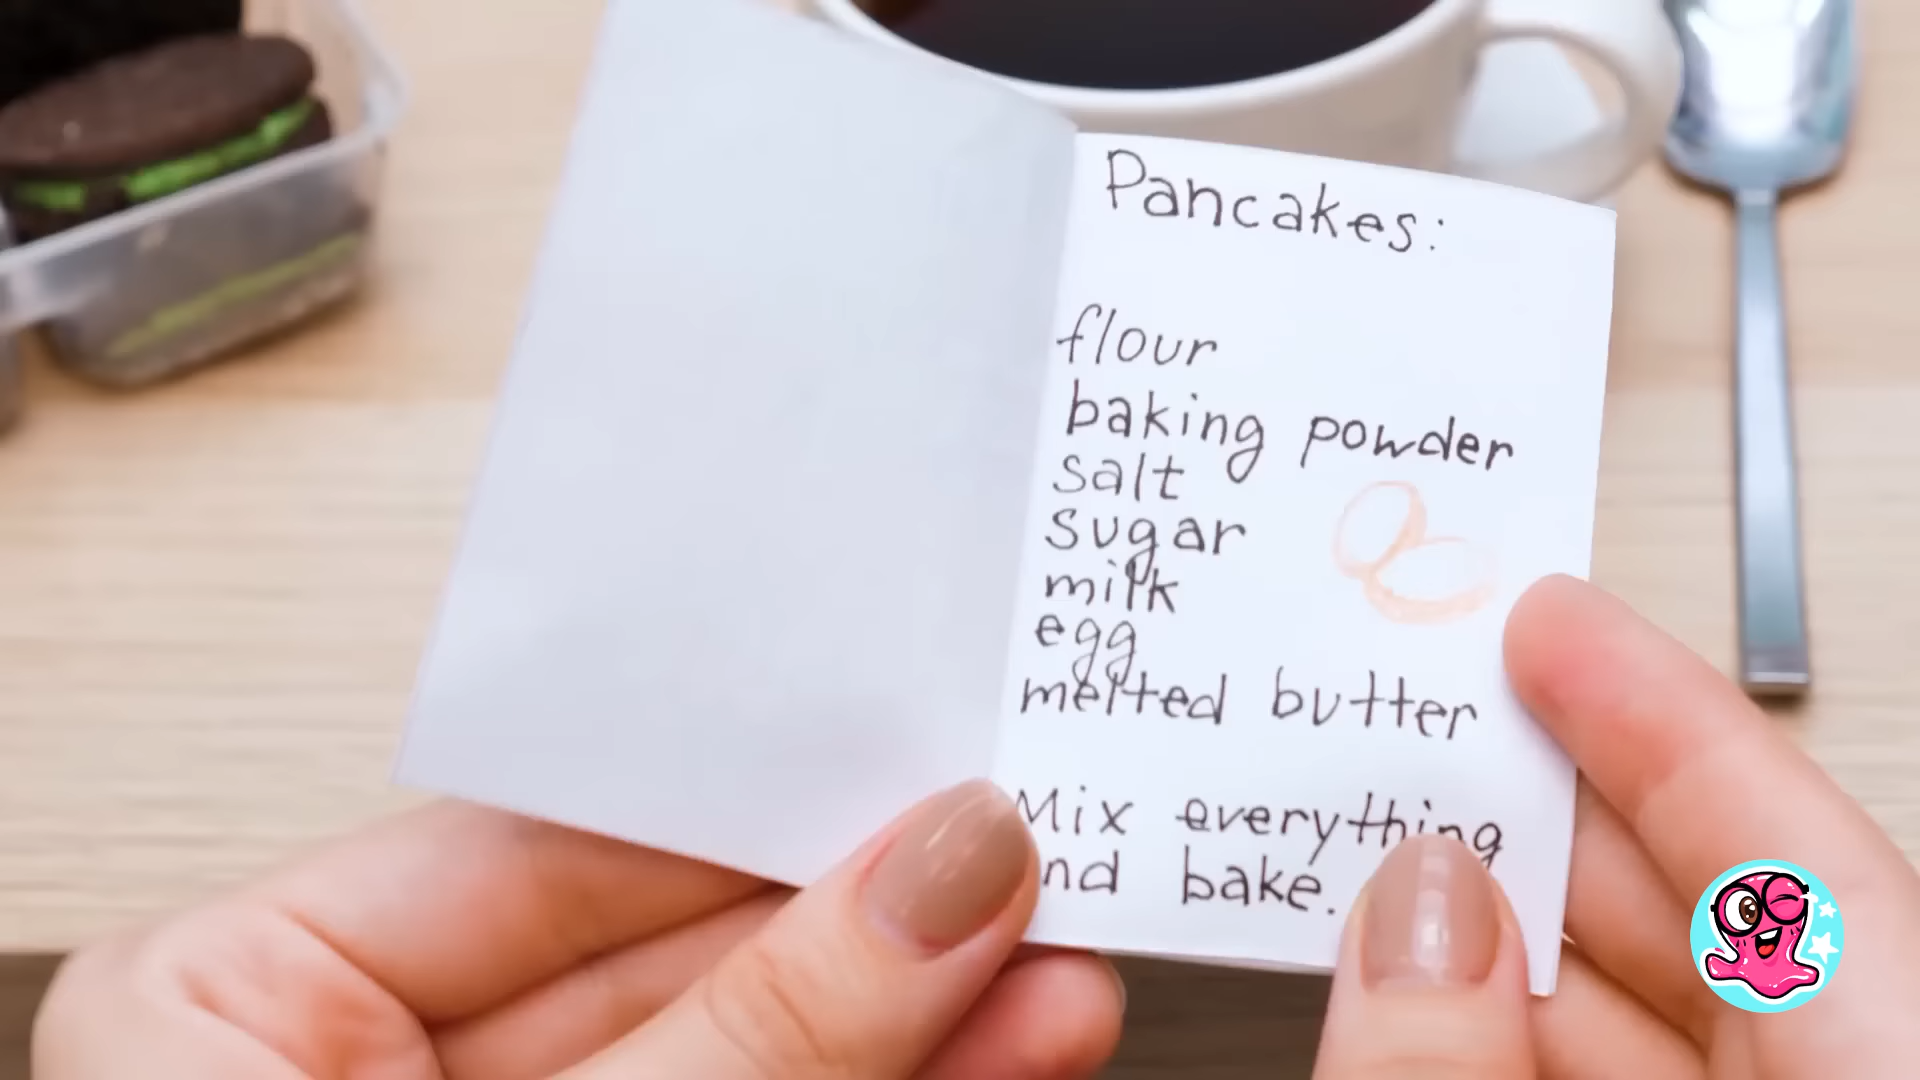 Pancakes:
flour
baking powder
salt
sugar
milk
egg
melted butter
Mix everything
nd bake.